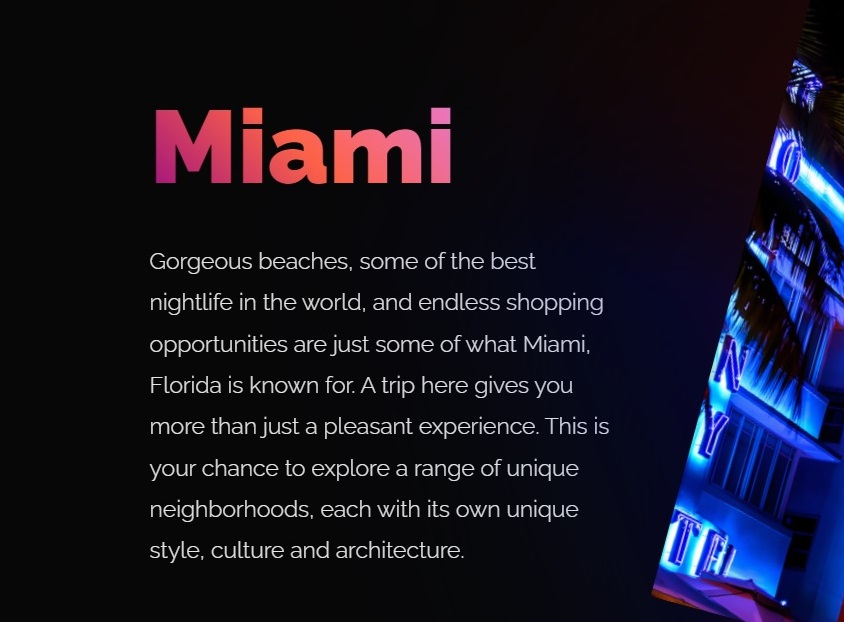 Miami
Gorgeous beaches, some of the best
nightlife in the world, and endless shopping
opportunities are just some of what Miami,
Florida is known for. A trip here gives you
more than just a pleasant experience. This is
your chance to explore a range of unique
neighborhoods, each with its own unique
style, culture and architecture.